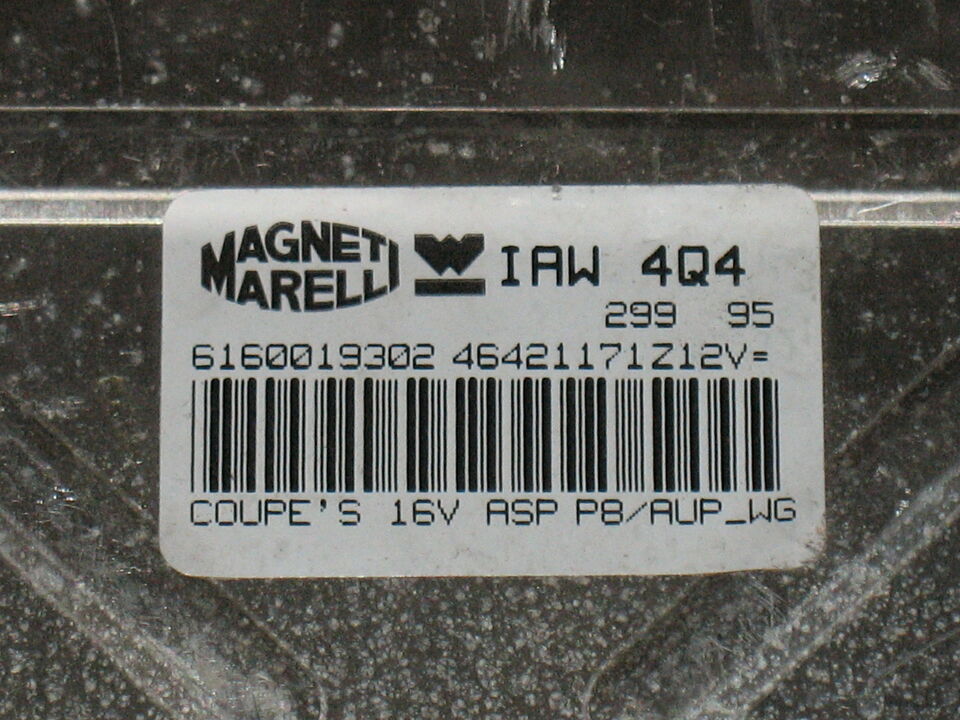 MAGNETI MARELLI IAW 4Q4
299 95
6160019302 46421171Z12V=
COUPE'S 16V ASP P8/AUP_WG